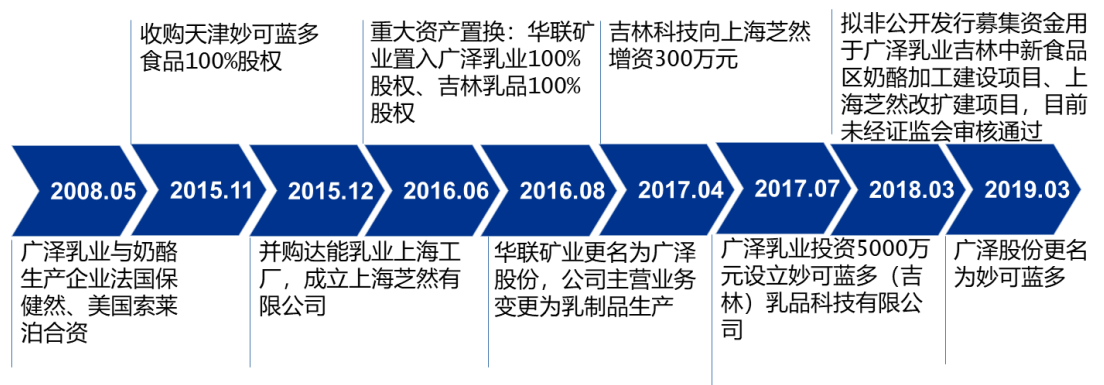 收购天津妙可蓝多
食品100%股权
重大资产置换：华联矿
业置入广泽乳业100%
股权、吉林乳品100%
股权
吉林科技向上海芝然
增资300万元
拟非公开发行募集资金用
于广泽乳业吉林中新食品
区奶酪加工建设项目、上
海芝然改扩建项目，目前
未经证监会审核通过
2008.05
2015.11
2015.12
2016.06
2016.08
2017.04
2017.07
2018.03
2019.03
广泽乳业与奶酪
生产企业法国保
健然、美国索莱
泊合资
并购达能乳业上海工
厂，成立上海芝然有
限公司
华联矿业更名为广泽
股份，公司主营业务
变更为乳制品生产
广泽乳业投资5000万
元设立妙可蓝多（吉
林）乳品科技有限公
司
广泽股份更名
为妙可蓝多